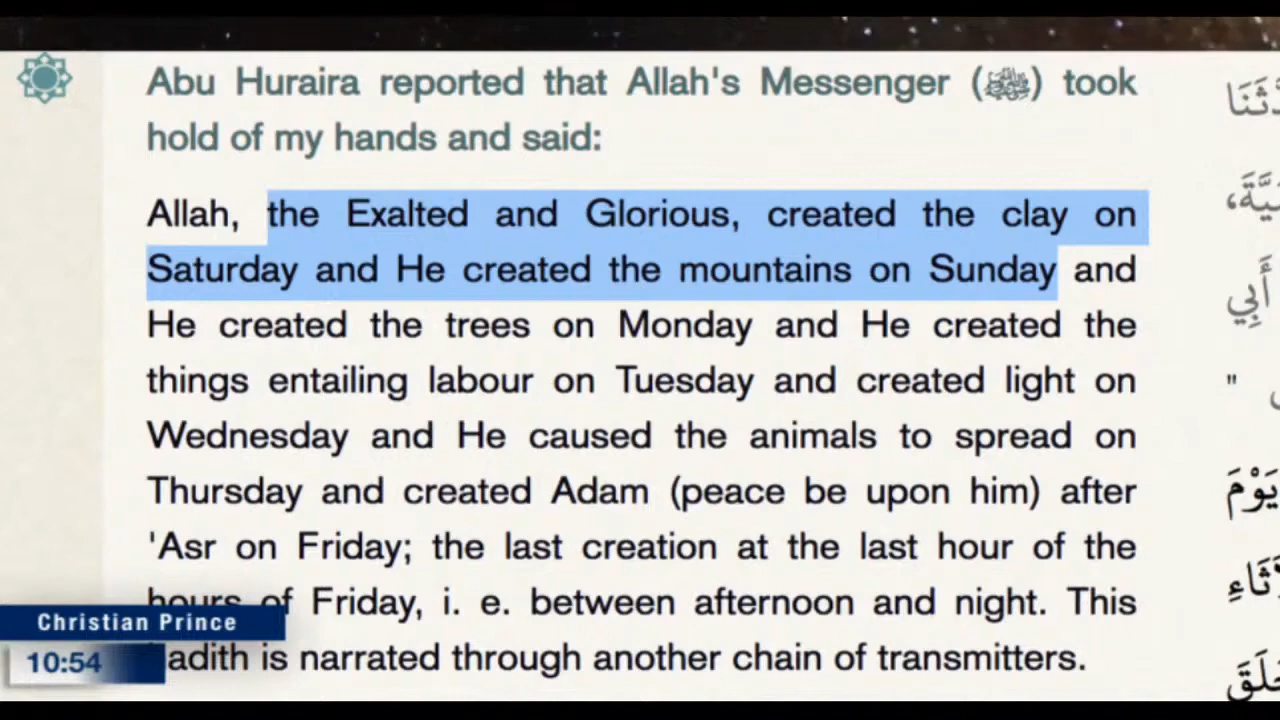 Abu Huraira reported that Allah's Messenger (ﷺ) took
hold of my hands and said:
Allah, the Exalted and Glorious, created the clay on
Saturday and He created the mountains on Sunday and
He created the trees on Monday and He created the
things entailing labour on Tuesday and created light on
Wednesday and He caused the animals to spread on
Thursday and created Adam (peace be upon him) after
'Asr on Friday; the last creation at the last hour of the
hours of Friday, i. e. between afternoon and night. This
hadith is narrated through another chain of transmitters.
أَبِي
"
يَوْمَ
Christian Prince
10:54